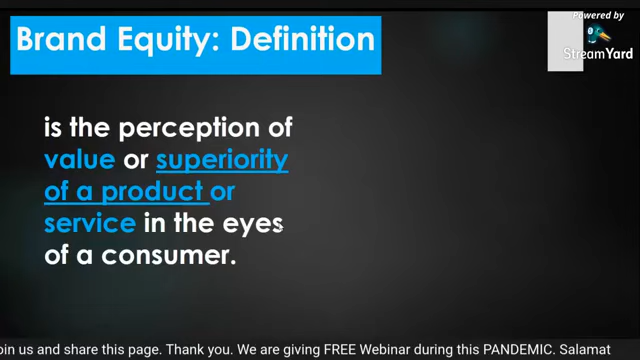 Brand Equity: Definition
Powered by
StreamYard
is the perception of
value or superiority
of a product or
service in the eyes
of a consumer.
oin us and share this page. Thank you. We are giving FREE Webinar during this PANDEMIC. Salamat